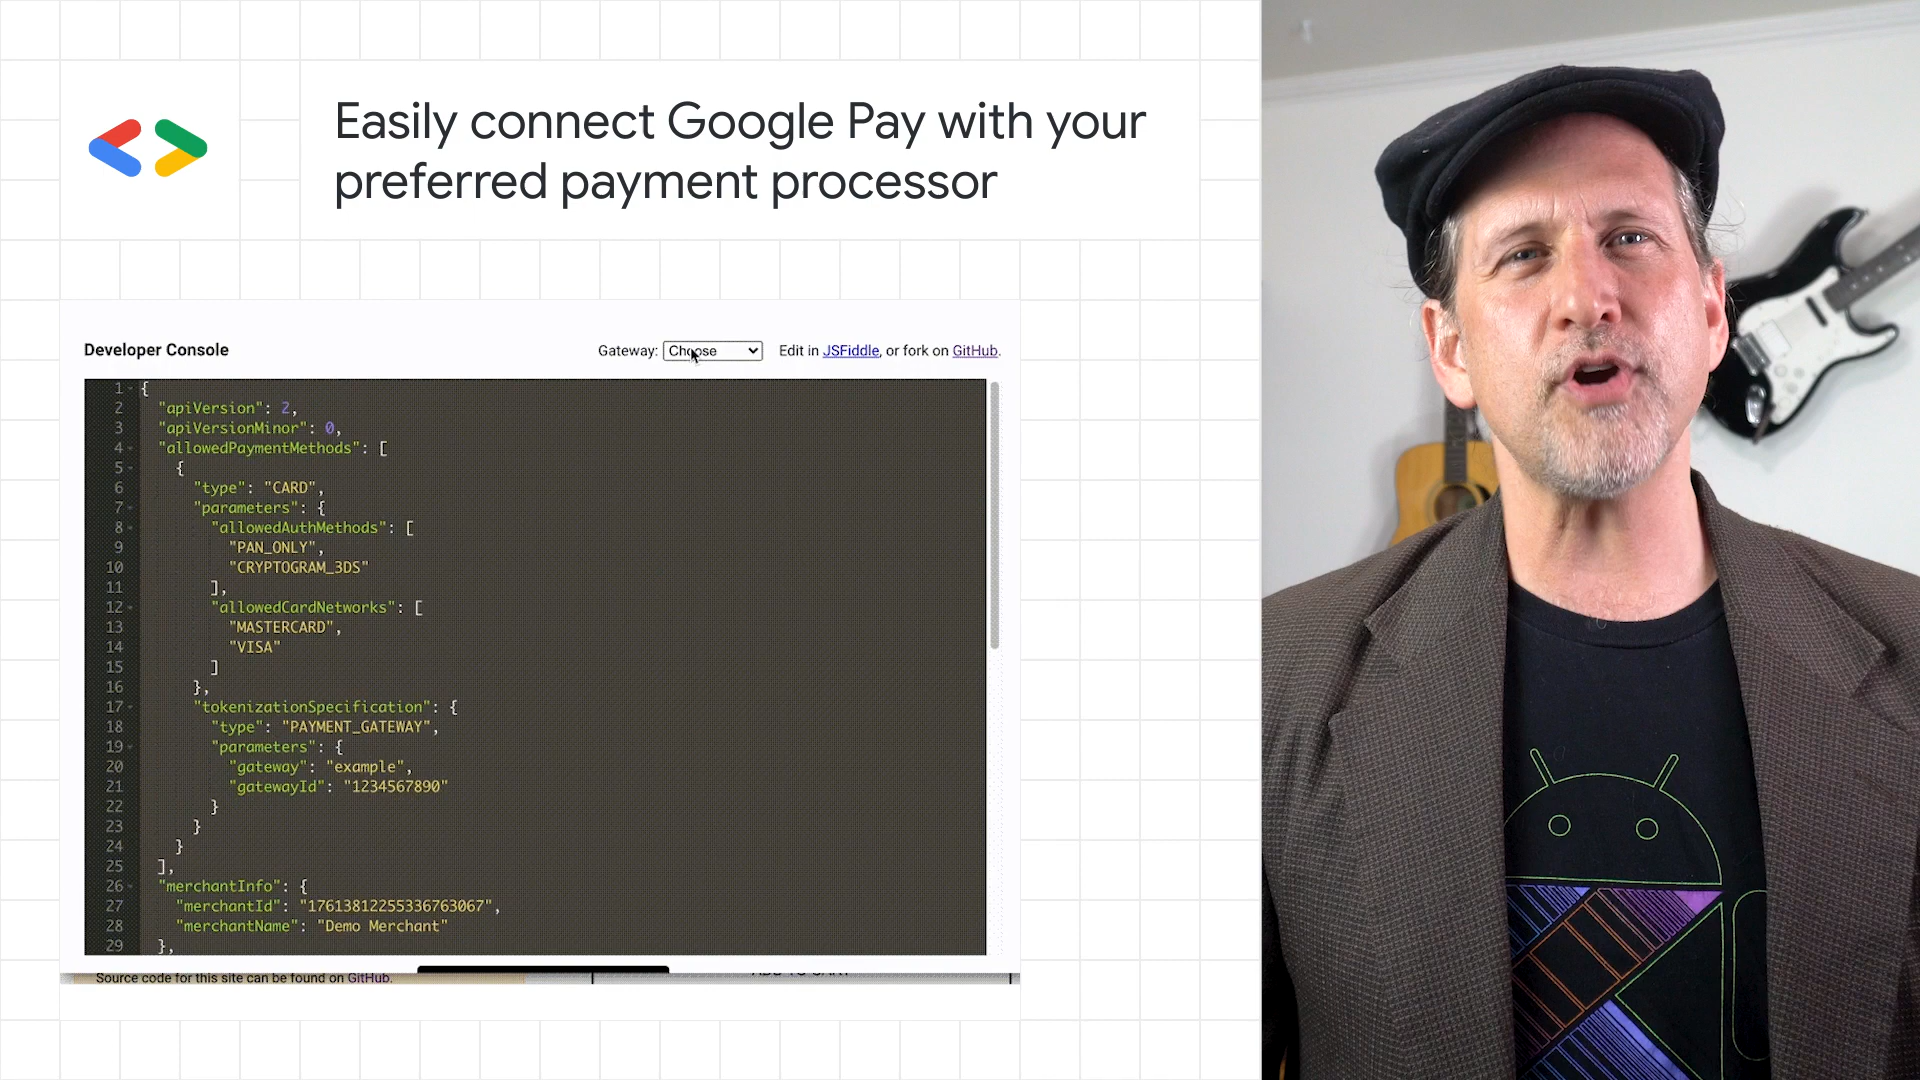 Easily connect Google Pay with your
preferred payment processor
Developer Console
Gateway: Choose Edit in JSFiddle, or fork on GitHub.
1 {
2 "apiVersion": 2,
3 "apiVersionMinor": 0,
4 "allowedPaymentMethods": [
5 {
6 "type": "CARD",
7 "parameters": {
8 "allowedAuthMethods": [
9 "PAN_ONLY",
10 "CRYPTOGRAM_3DS"
11 ],
12 "allowedCardNetworks": [
13 "MASTERCARD",
14 "VISA"
15 ]
16 },
17 "tokenizationSpecification": {
18 "type": "PAYMENT_GATEWAY",
19 "parameters": {
20 "gateway": "example",
21 "gatewayId": "1234567890"
22 }
23 }
24 }
25 ],
26 "merchantInfo": {
27 "merchantId": "17613812255336763067",
28 "merchantName": "Demo Merchant"
29 },
Source code for this site can be found on GitHub.